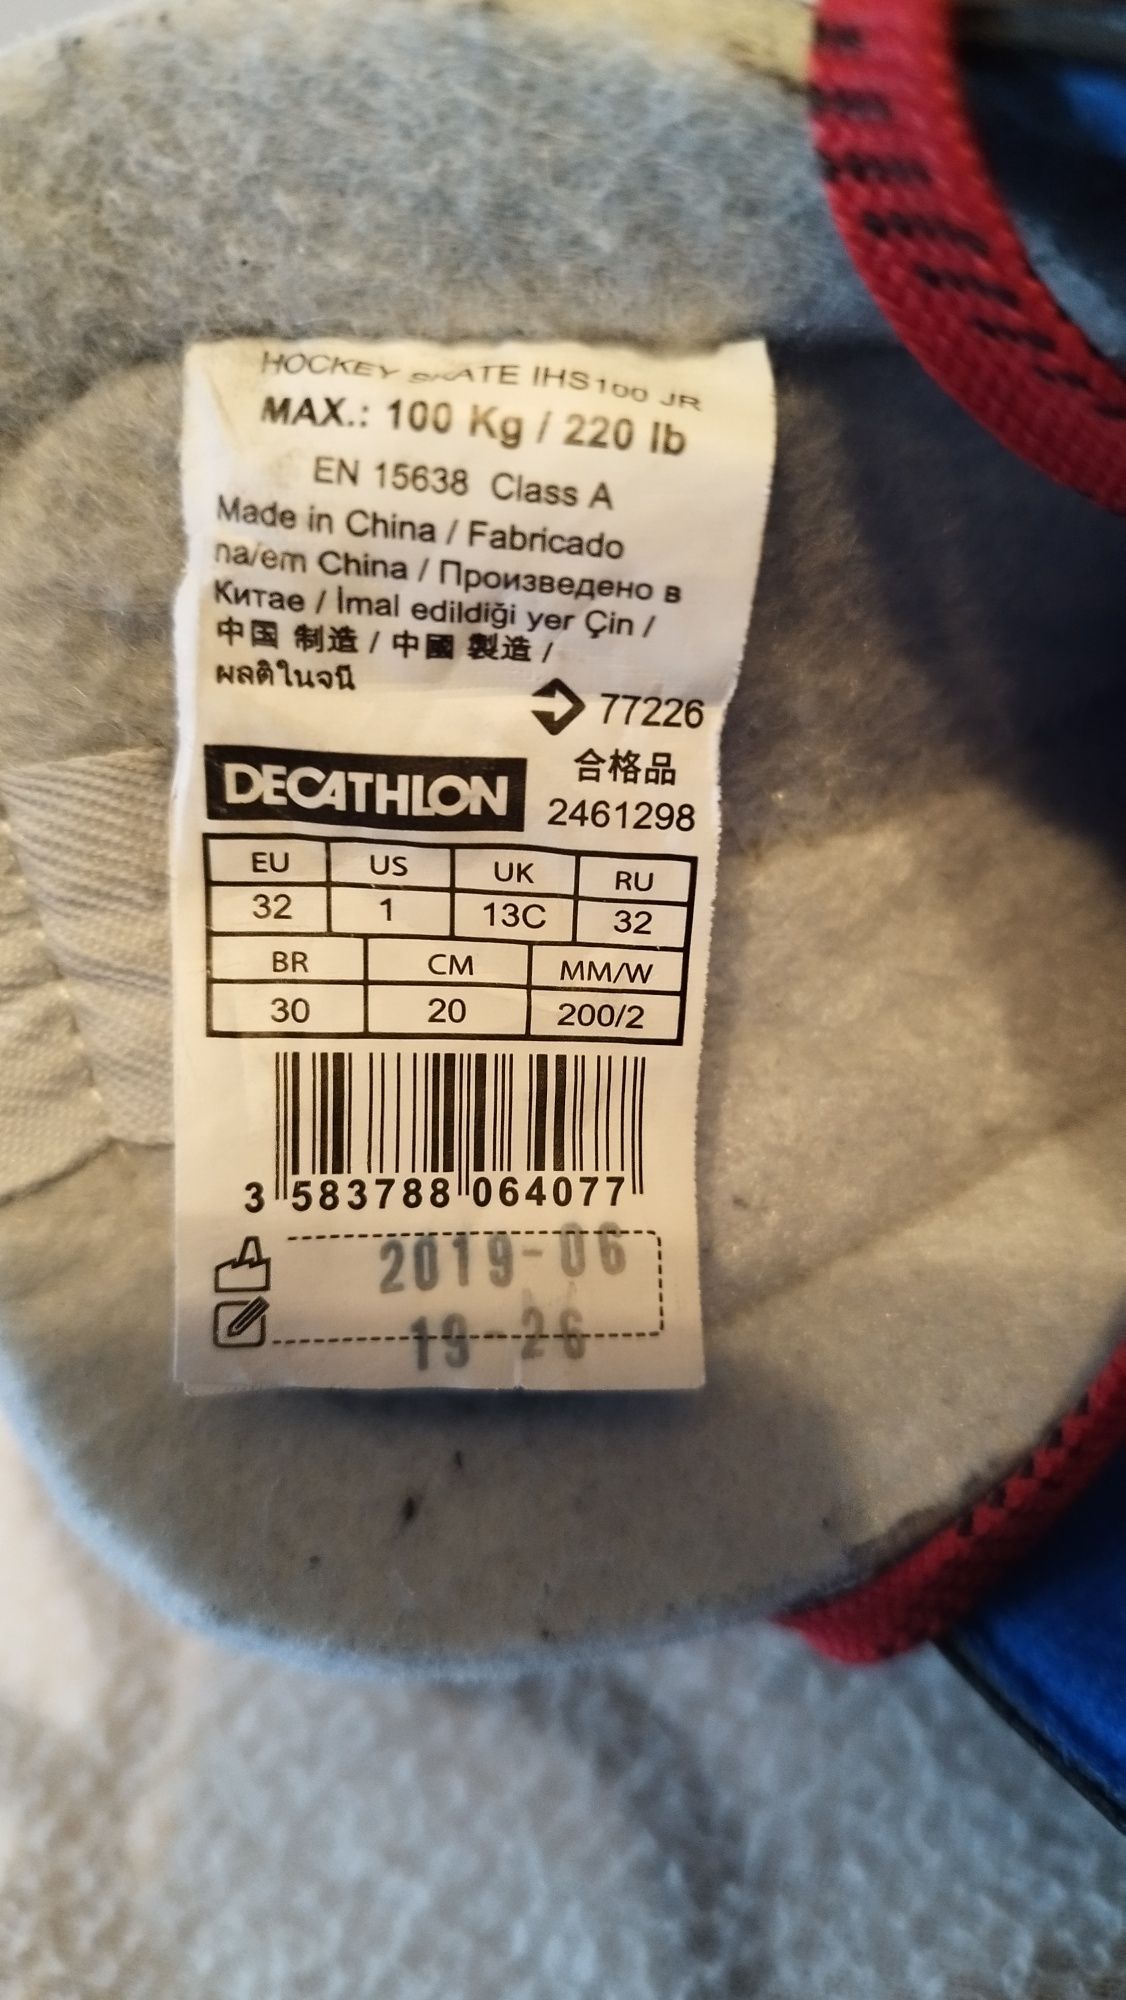 HOCKEY SKATE IHS100 JR
MAX.: 100 Kg / 220 lb
EN 15638 Class A
Made in China / Fabricado
na/em China / Произведено в
Китае / İmal edildiği yer Çin /
中国 制造 / 中國 製造 /
ผลติในจนี
77226
合格品
DECATHLON
2461298
EU US UK RU
32 1 13C 32
BR CM MM/W
30 20 200/2
3 583788 064077
2019-06
19-26